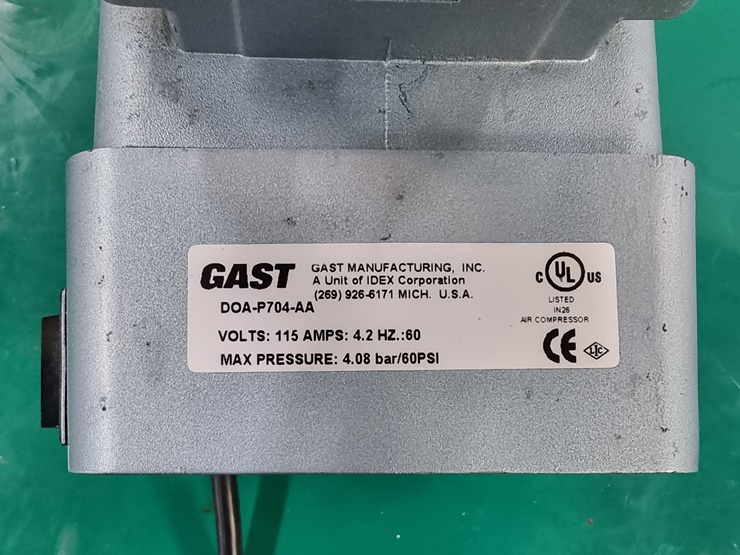 GAST
GAST MANUFACTURING, INC.
A Unit of IDEX Corporation
(269) 926-6171 MICH. U.S.A.
DOA-P704-AA
VOLTS: 115 AMPS: 4.2 HZ.:60
MAX PRESSURE: 4.08 bar/60PSI
C UL US
LISTED
IN26
AIR COMPRESSOR
CE